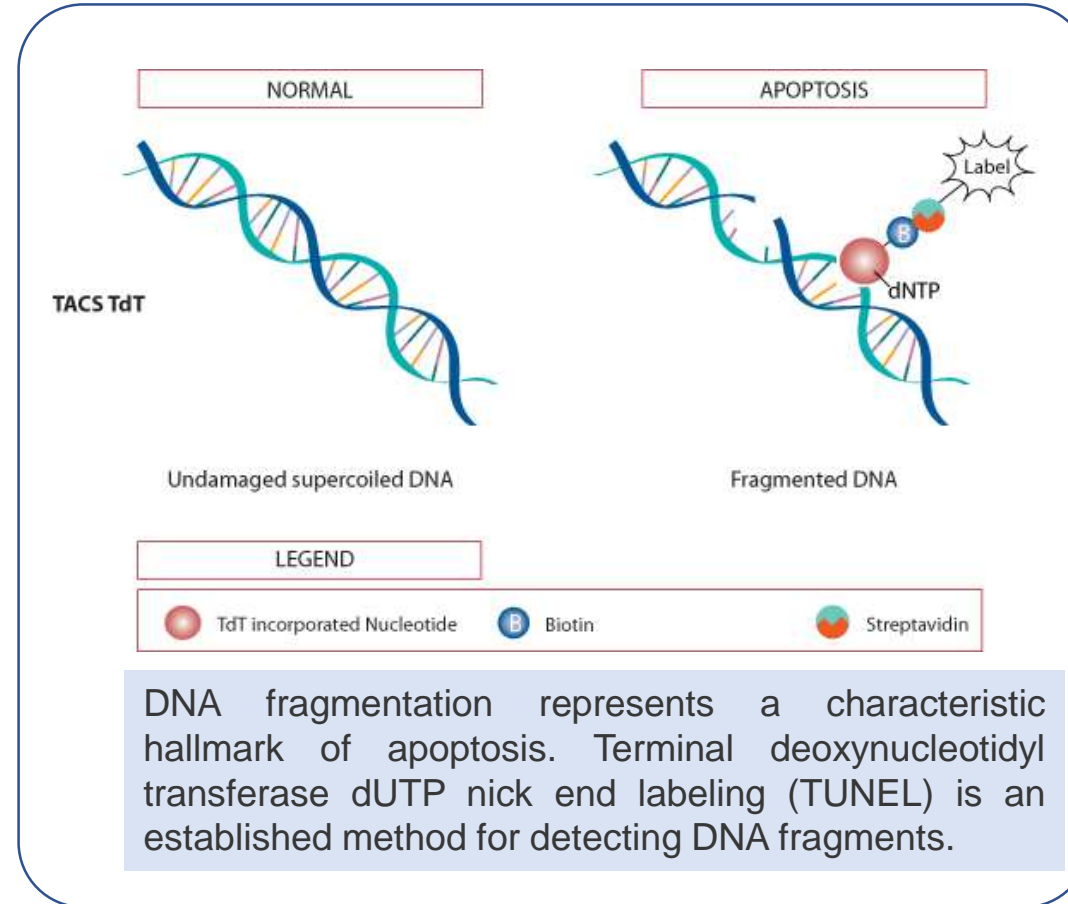 NORMAL
APOPTOSIS
Label
B
dNTP
TACS TdT
Undamaged supercoiled DNA
Fragmented DNA
LEGEND
TdT incorporated Nucleotide
B
Biotin
Streptavidin
DNA fragmentation represents a characteristic
hallmark of apoptosis. Terminal deoxynucleotidyl
transferase dUTP nick end labeling (TUNEL) is an
established method for detecting DNA fragments.